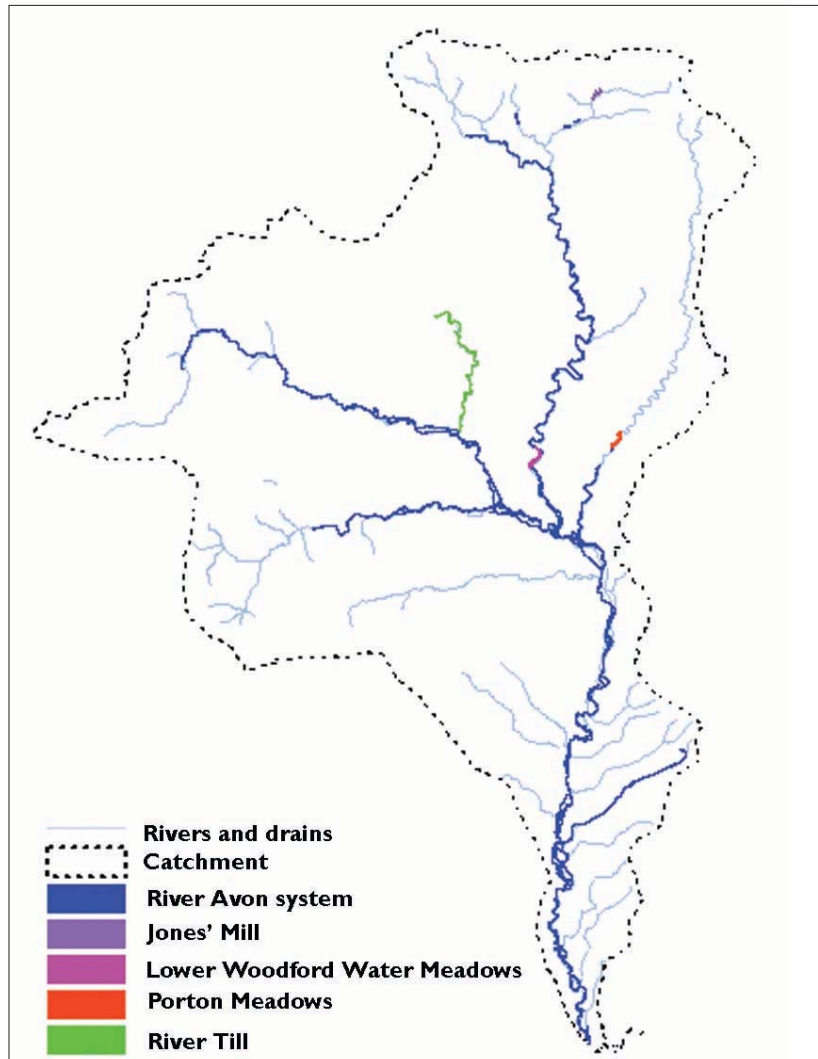 Rivers and drains
Catchment
River Avon system
Jones' Mill
Lower Woodford Water Meadows
Porton Meadows
River Till